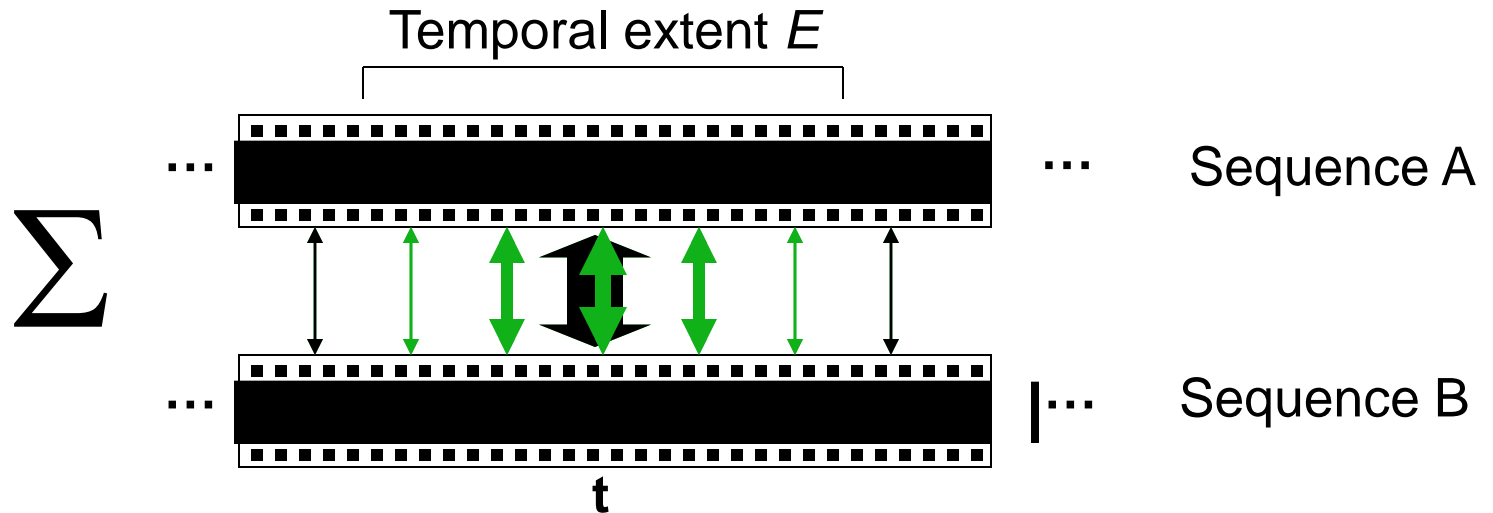 Temporal extent E
... ... Sequence A
∑
... ... Sequence B
t